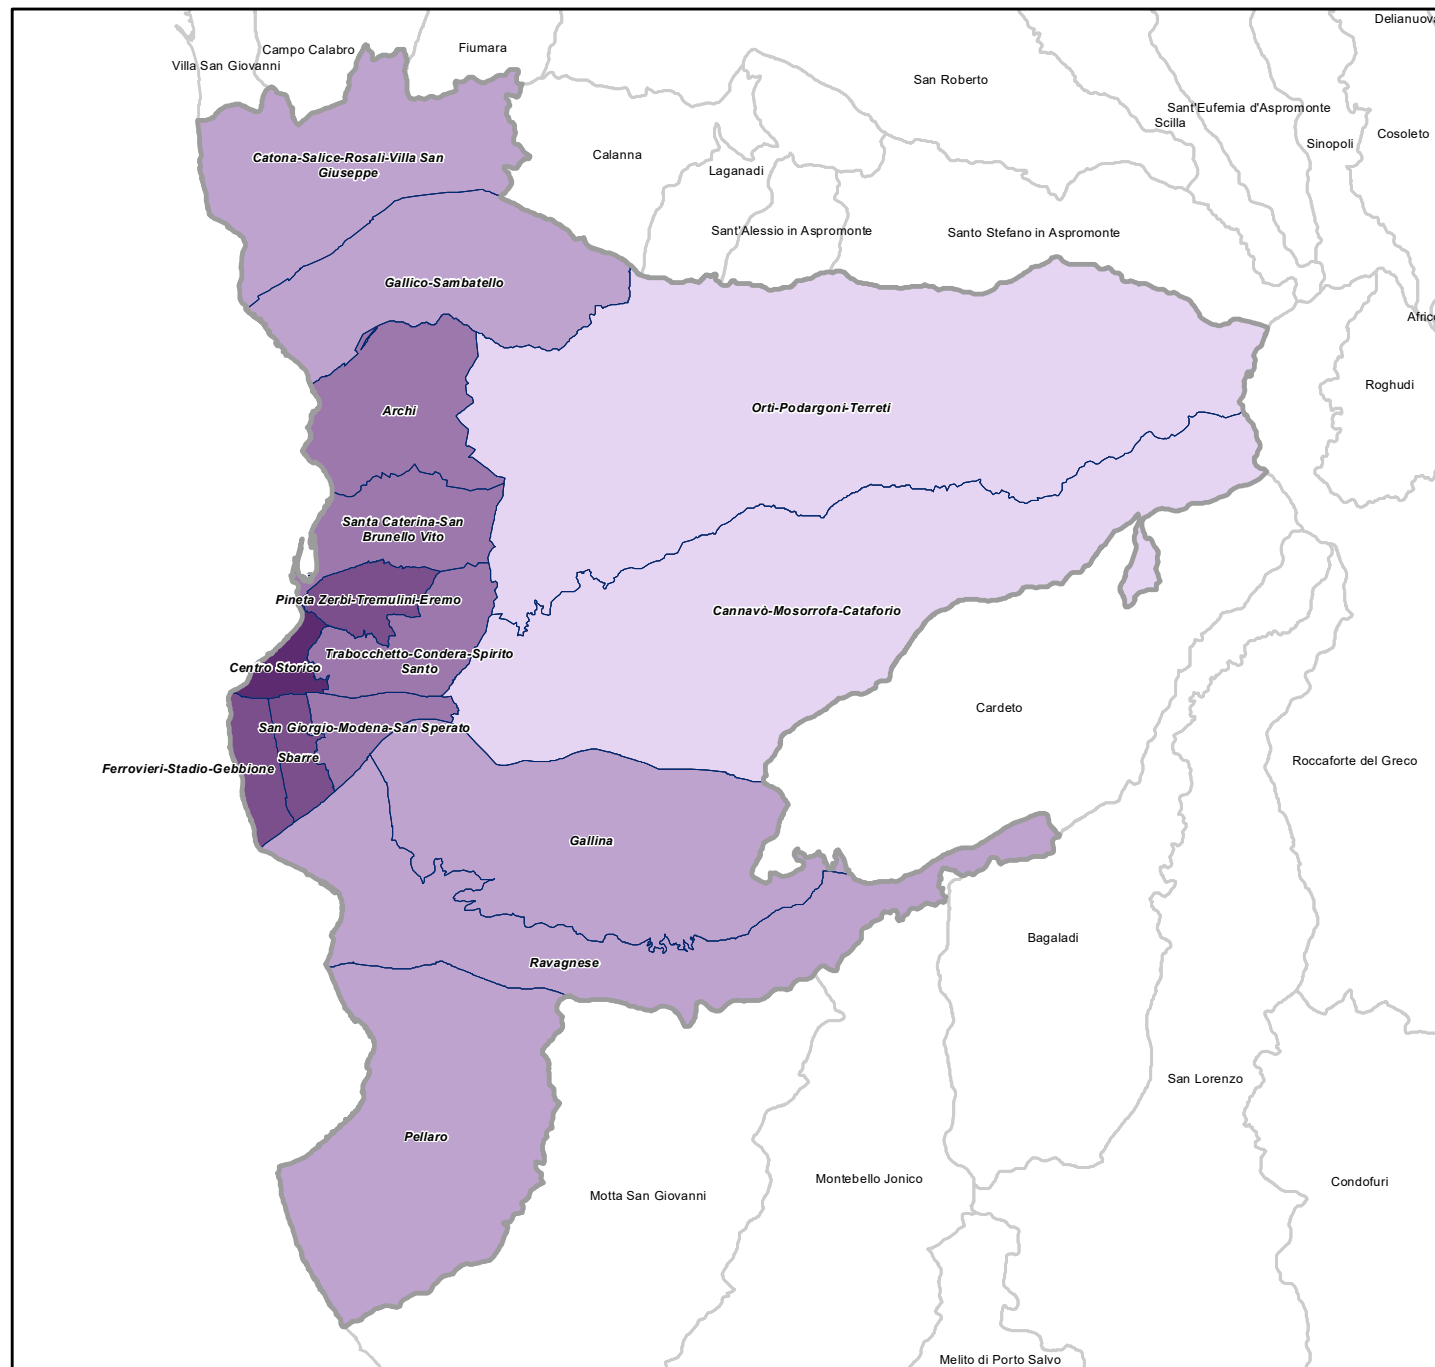 Delianuov
Campo Calabro
Fiumara
Villa San Giovanni
San Roberto
Sant'Eufemia d'Aspromonte
Scilla
Sinopoli
Cosoleto
Catona-Salice-Rosali-Villa San
Giuseppe
Calanna
Laganadi
Sant'Alessio in Aspromonte
Santo Stefano in Aspromonte
Gallico-Sambatello
Afric
Roghudi
Archi
Orti-Podargoni-Terreti
Santa Caterina-San
Brunello Vito
Pineta Zerbi-Tremulini-Eremo
Cannavò-Mosorrofa-Cataforio
Trabocchetto-Condera-Spirito
Santo
Centro Storico
Cardeto
San Giorgio-Modena-San Sperato
Sbarre
Ferrovieri-Stadio-Gebbione
Roccaforte del Greco
Gallina
Bagaladi
Ravagnese
San Lorenzo
Pellaro
Montebello Jonico
Motta San Giovanni
Condofuri
Melito di Porto Salvo